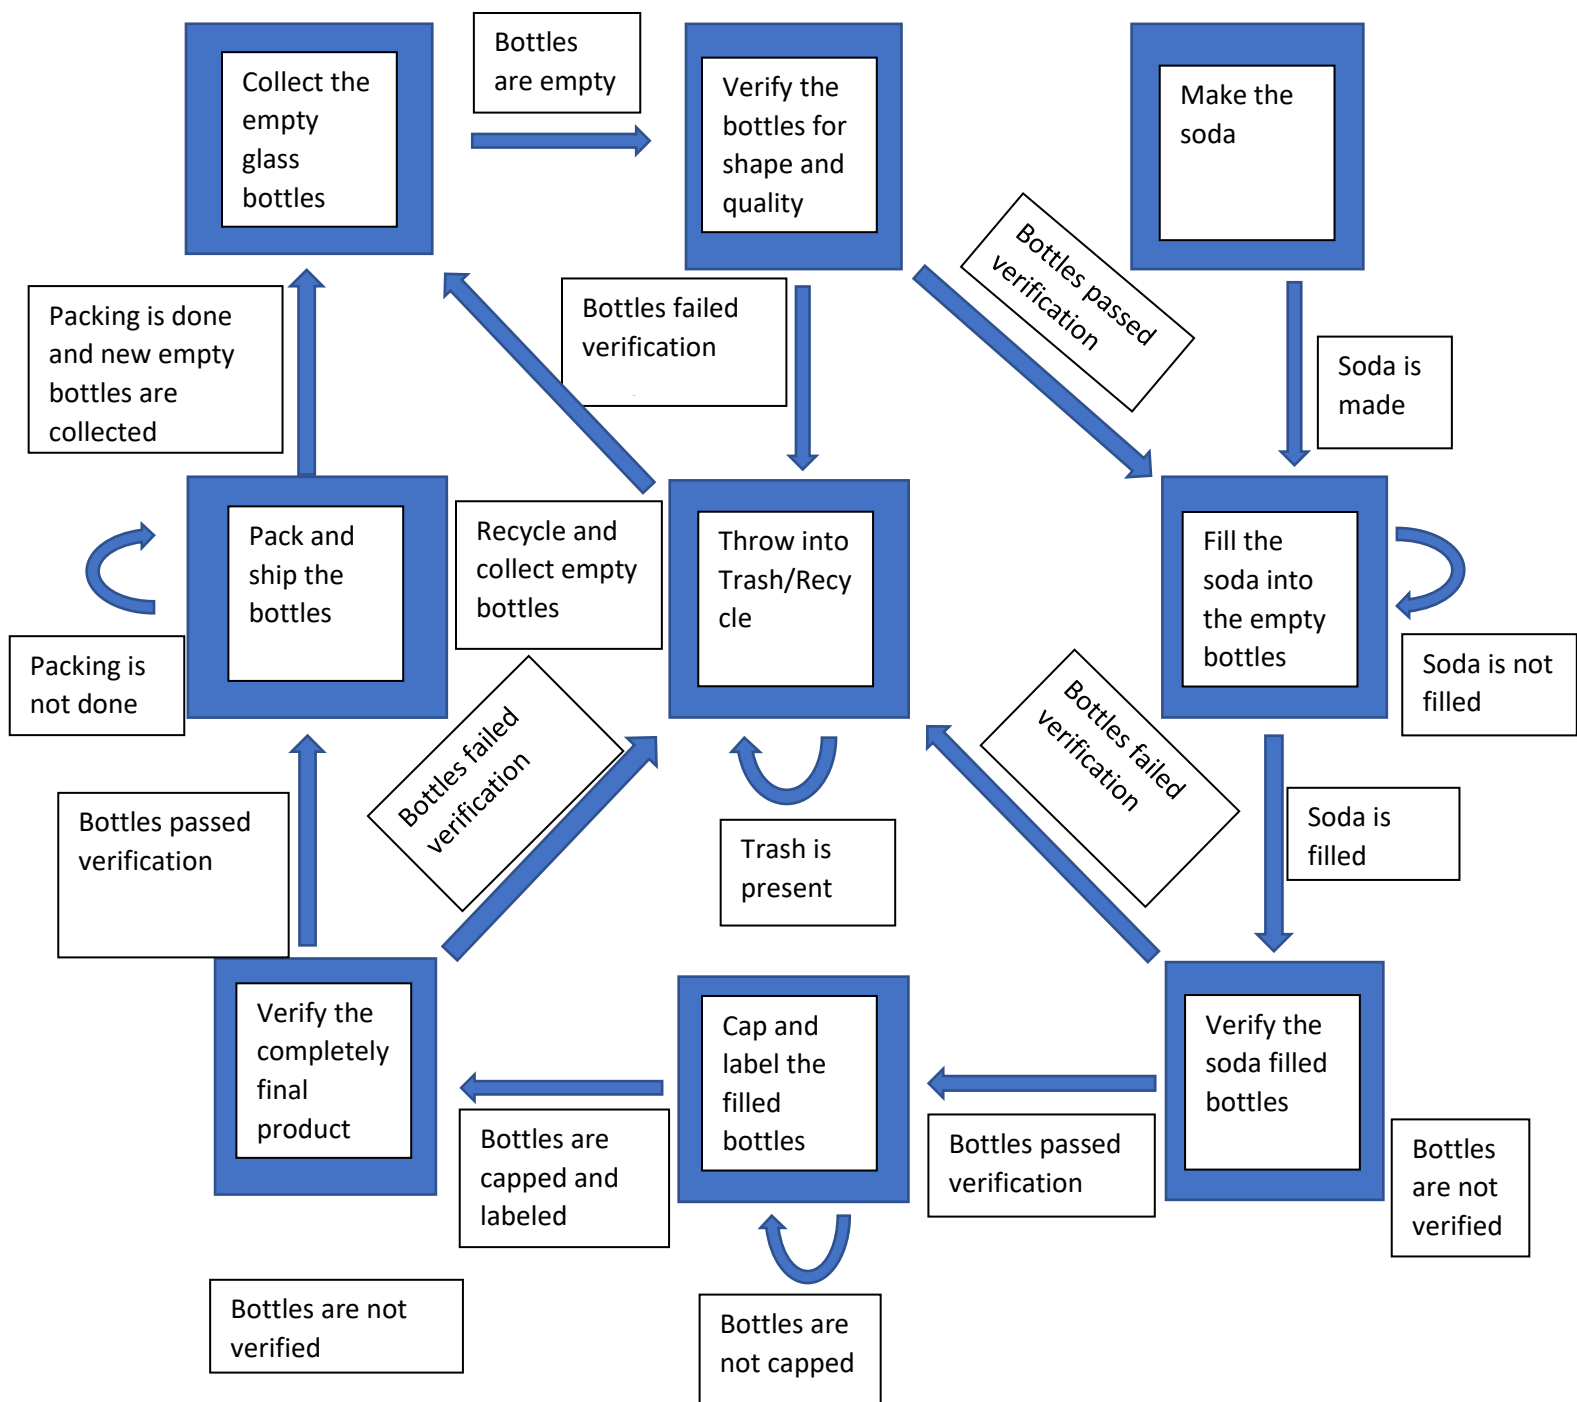 Collect the
empty
glass
bottles
Bottles
are empty
Verify the
bottles for
shape and
quality
Make the
soda
Bottles passed
verification
Packing is done
and new empty
bottles are
collected
Bottles failed
verification
Soda is
made
Pack and
ship the
bottles
Recycle and
collect empty
bottles
Throw into
Trash/Recy
cle
Fill the
soda into
the empty
bottles
Packing is
not done
Soda is not
filled
Bottles failed
verification
Bottles failed
verification
Bottles passed
verification
Trash is
present
Soda is
filled
Verify the
completely
final
product
Cap and
label the
filled
bottles
Verify the
soda filled
bottles
Bottles are
capped and
labeled
Bottles passed
verification
Bottles
are not
verified
Bottles are not
verified
Bottles are
not capped